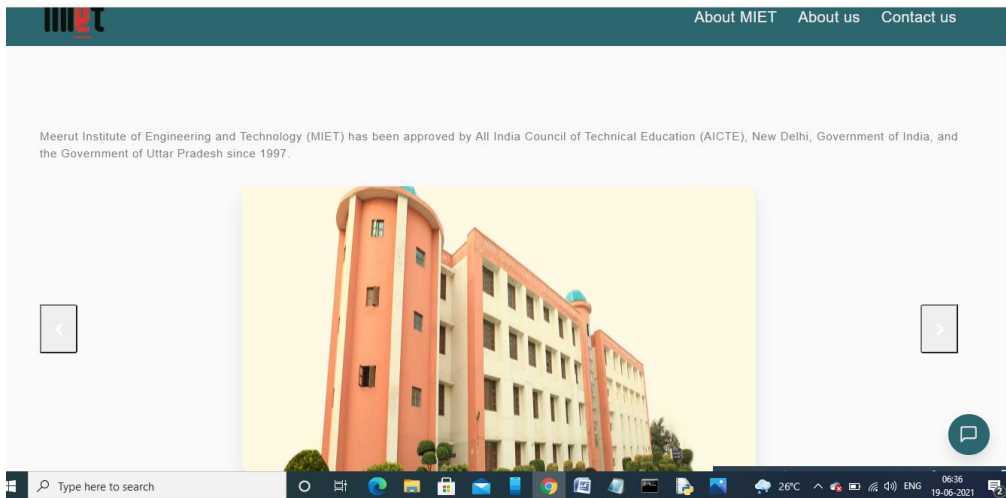 miet
About MIET About us Contact us
Meerut Institute of Engineering and Technology (MIET) has been approved by All India Council of Technical Education (AICTE), New Delhi, Government of India, and
the Government of Uttar Pradesh since 1997.
Type here to search
26°C ENG 06:36
19-06-2021